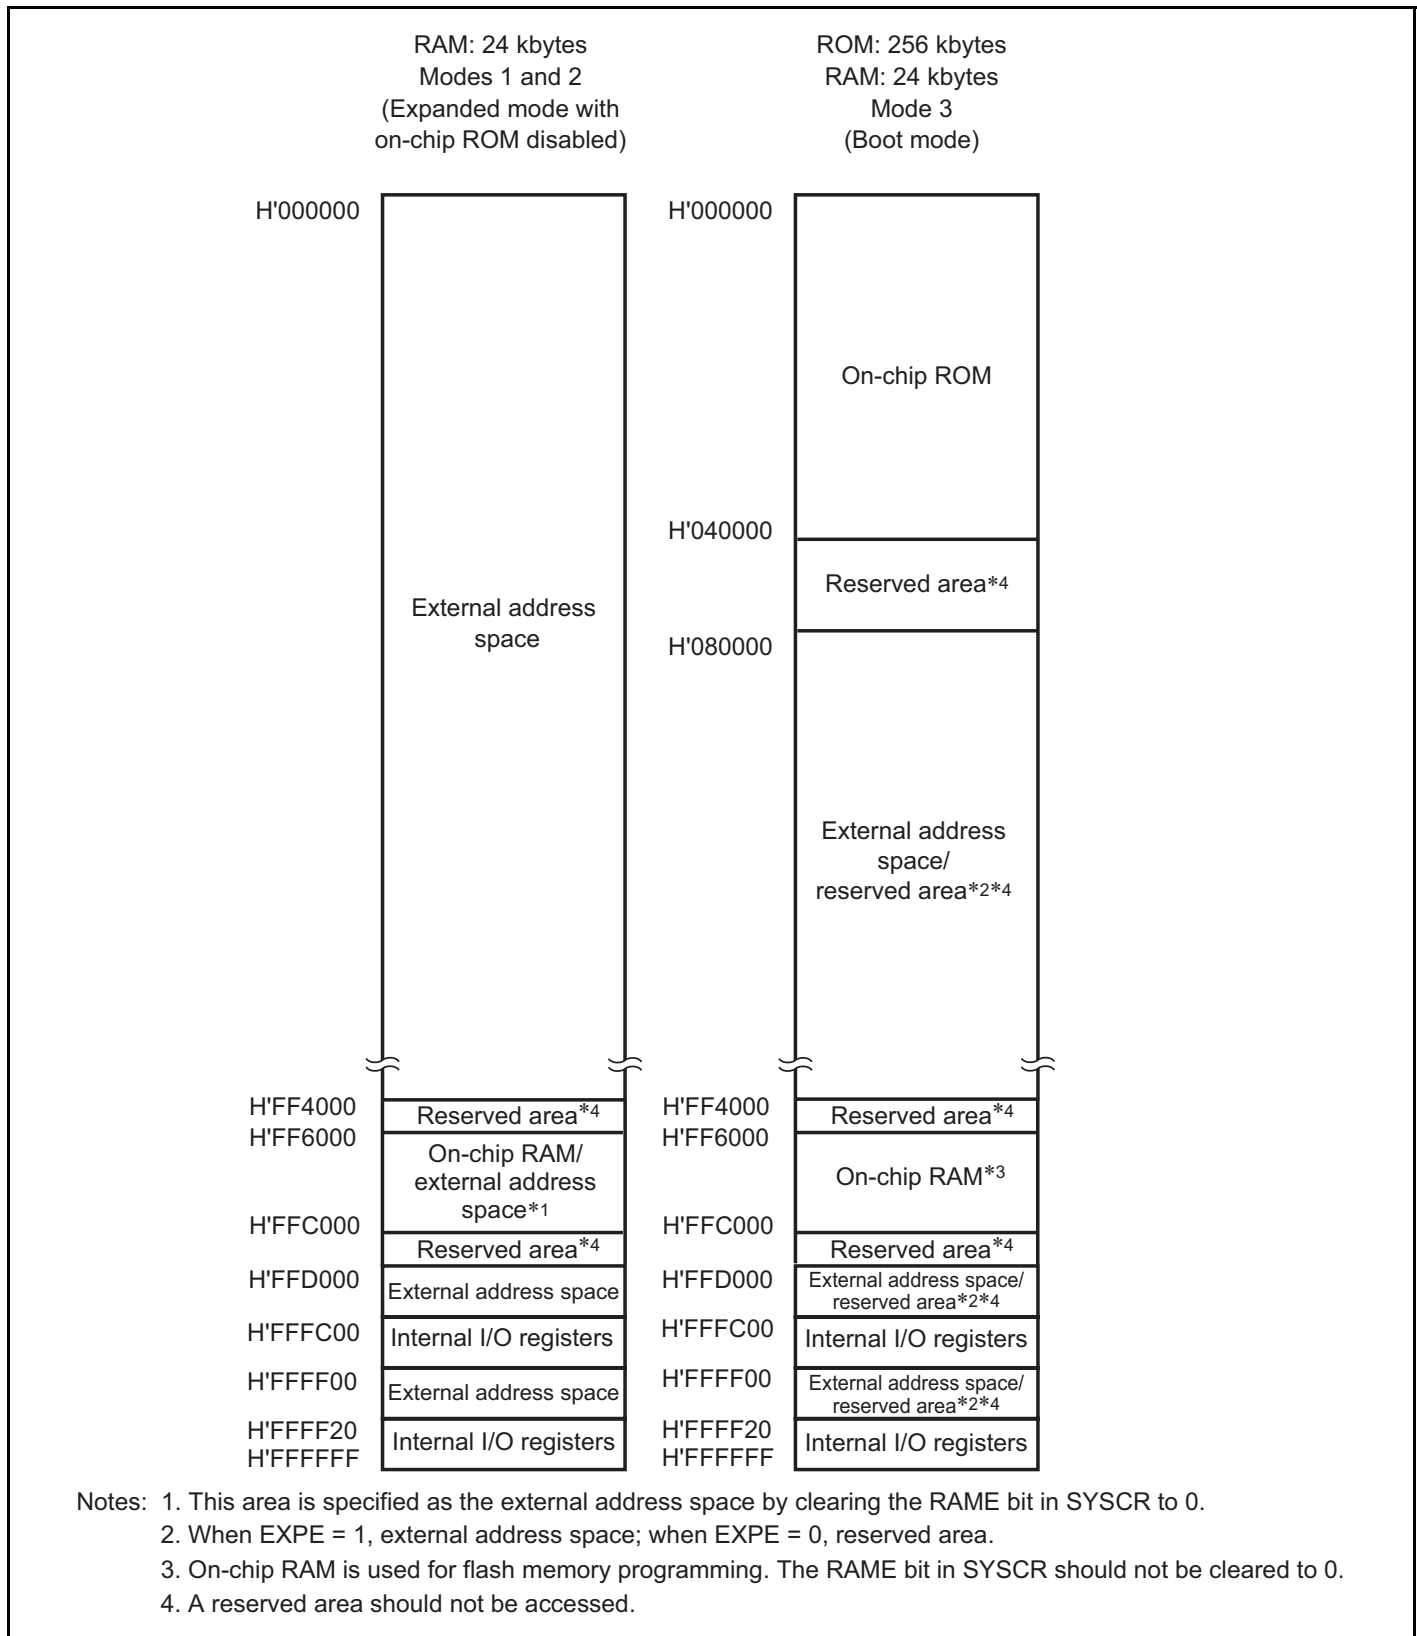 RAM: 24 kbytes
Modes 1 and 2
(Expanded mode with
on-chip ROM disabled)
H'000000
External address
space
H'FF4000
Reserved area*4
H'FF6000
On-chip RAM/
external address
space*1
H'FFC000
Reserved area*4
H'FFD000
External address space
H'FFFC00
Internal I/O registers
H'FFFF00
External address space
H'FFFF20
Internal I/O registers
H'FFFFFF
ROM: 256 kbytes
RAM: 24 kbytes
Mode 3
(Boot mode)
H'000000
On-chip ROM
H'040000
Reserved area*4
H'080000
External address
space/
reserved area*2*4
H'FF4000
Reserved area*4
H'FF6000
On-chip RAM*3
H'FFC000
Reserved area*4
H'FFD000
External address space/
reserved area*2*4
H'FFFC00
Internal I/O registers
H'FFFF00
External address space/
reserved area*2*4
H'FFFF20
Internal I/O registers
H'FFFFFF
Notes: 1. This area is specified as the external address space by clearing the RAME bit in SYSCR to 0.
2. When EXPE = 1, external address space; when EXPE = 0, reserved area.
3. On-chip RAM is used for flash memory programming. The RAME bit in SYSCR should not be cleared to 0.
4. A reserved area should not be accessed.